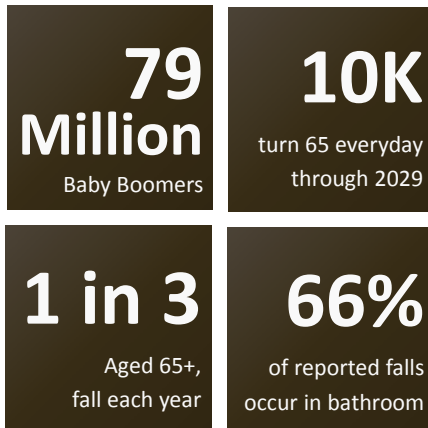 79
Million
Baby Boomers
10K
turn 65 everyday
through 2029
1 in 3
Aged 65+,
fall each year
66%
of reported falls
occur in bathroom